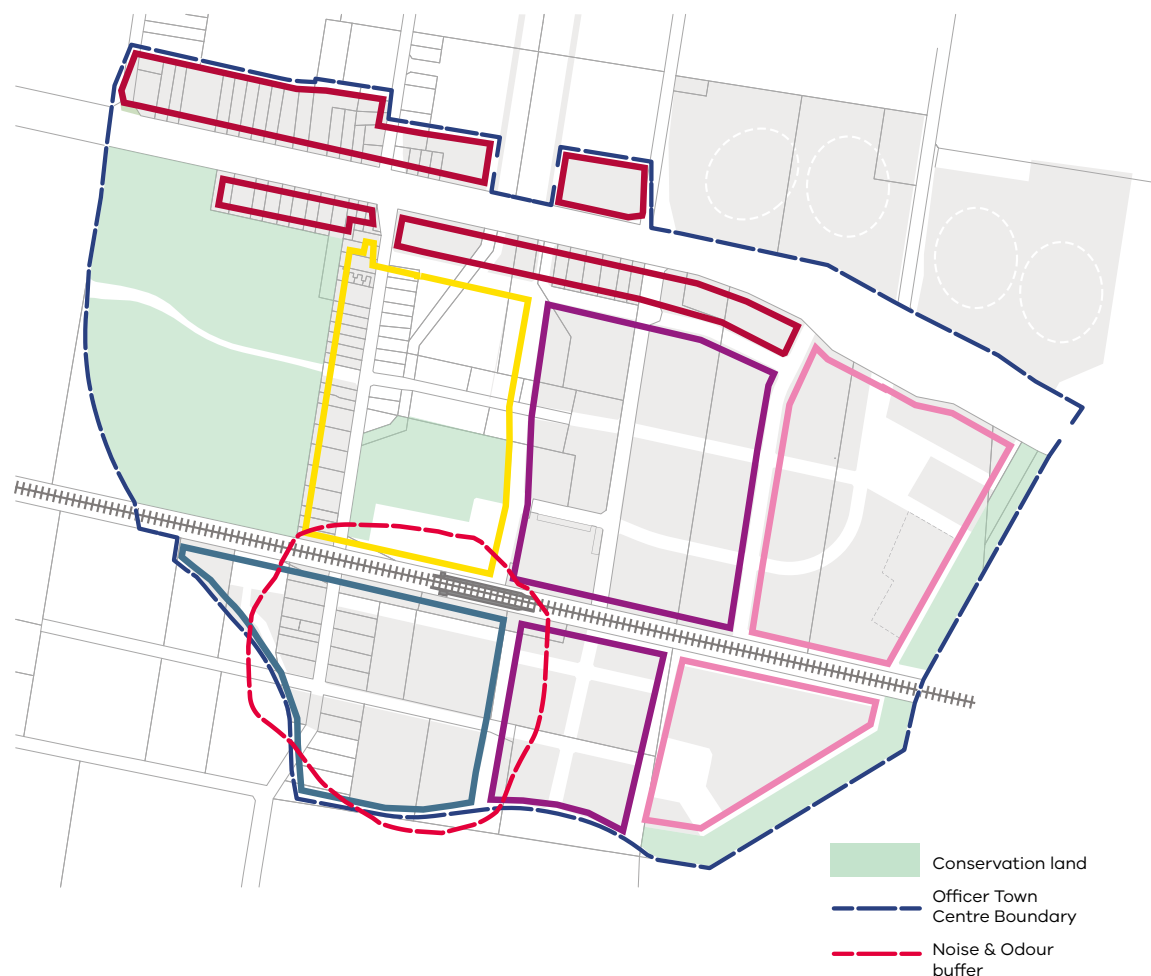 Conservation land
Officer Town
Centre Boundary
Noise & Odour
buffer